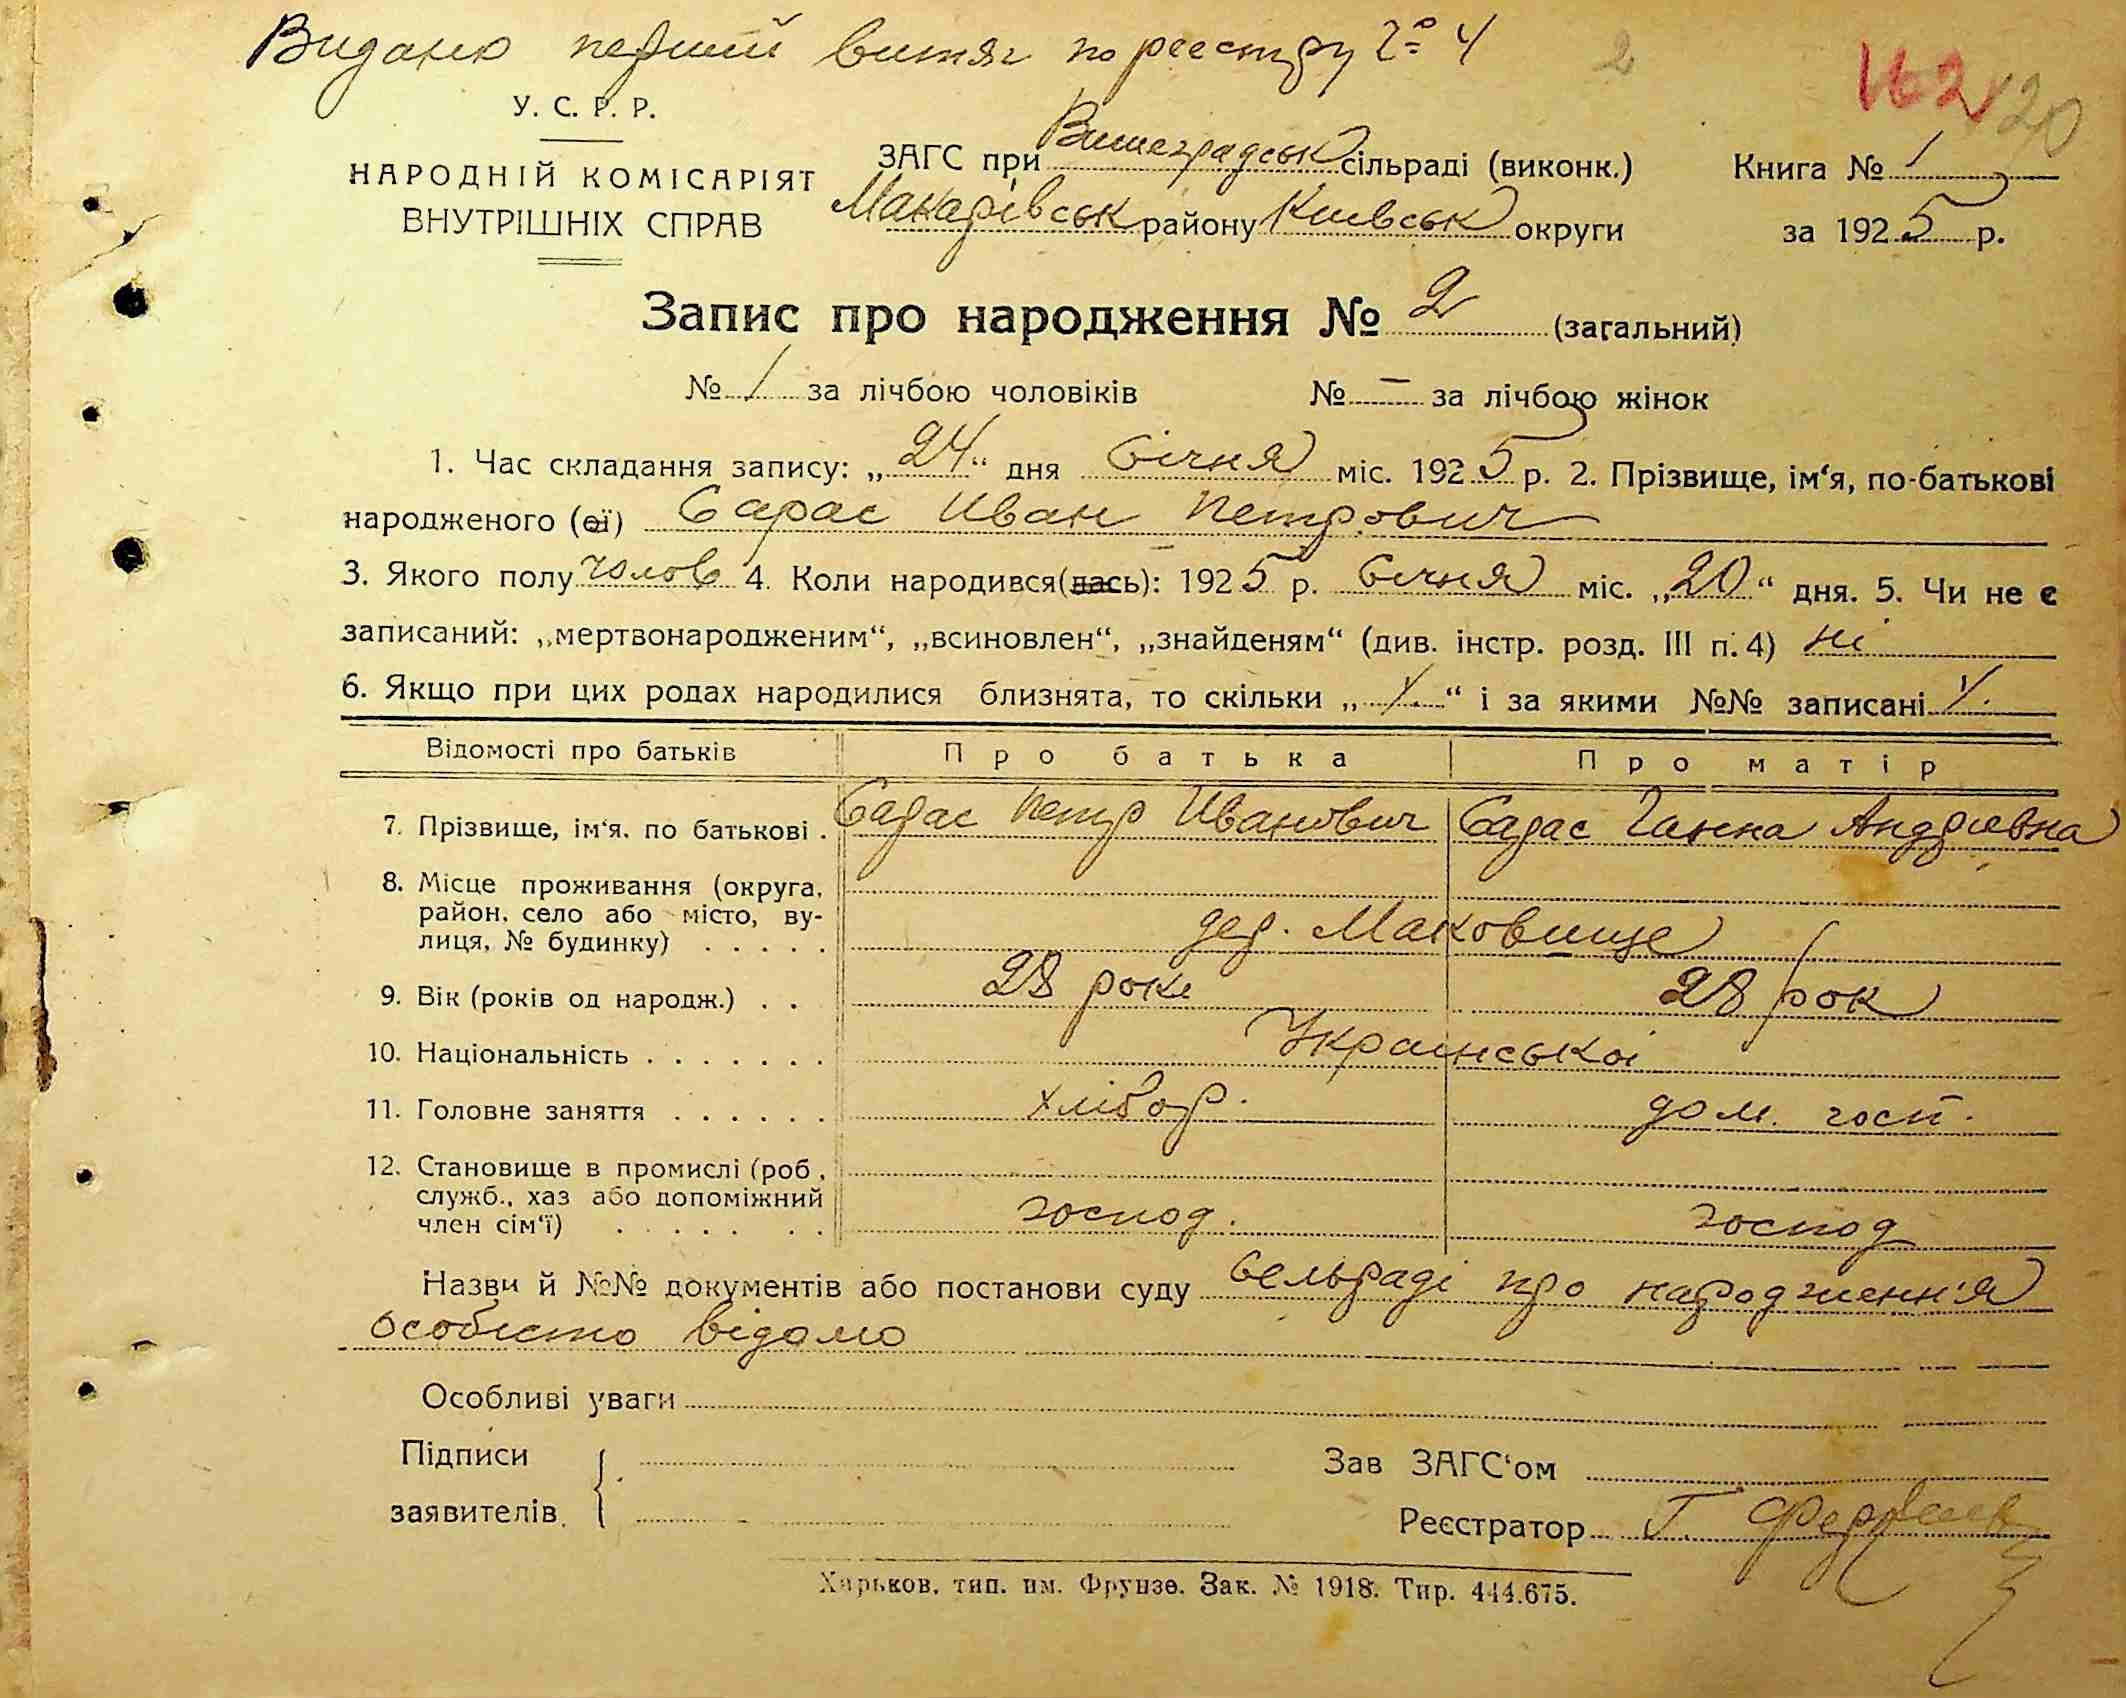 Видано перший витяг по реестру № 4
2
162 120
У. С. Р. Р.
НАРОДНІЙ КОМІСАРІЯТ
ВНУТРІШНІХ СПРАВ
ЗАГС при Вишеградськ сільраді (виконк.)
Макарівськ району Киівськ округи
Книга № 1
за 1925 р.
Запис про народження № 2 (загальний)
№ 1 за лічбою чоловіків № – за лічбою жінок
1. Час складання запису: „24“ дня Січня міс. 1925 р. 2. Прізвище, ім‘я, по-батькові
народженого (ої) Сарас Иван Петрович
3. Якого полу чолов 4. Коли народився(лась): 1925 р. Січня міс. „20“ дня. 5. Чи не є
записаний: „мертвонародженим“, „всиновлен“, „знайденям“ (див. інстр. розд. III п. 4) ні
6. Якщо при цих родах народилися близнята, то скільки „ “ і за якими №№ записані
Відомості про батьків Про батька Про матір
7. Прізвище, ім‘я, по батькові . Сарас Петр Иванович Сарас Ганна Андріевна
8. Місце проживання (округа,
район, село або місто, ву-
лиця, № будинку) . . . . . дер. Маковище
9. Вік (років од народж.) . . 28 роки 28 рок
10. Національність . . . . . . . Украінськоі
11. Головне заняття . . . . . . хлібор. дом. госп.
12. Становище в промислі (роб.,
служб., хаз або допоміжний
член сім‘ї) . . . . . . . господ. господ
Назви й №№ документів або постанови суду Сельраді про народження
особисто відомо
Особливі уваги
Підписи
заявителів.
Зав ЗАГС‘ом
Реєстратор Г.
Харьков, тип. им. Фрунзе. Зак. № 1918. Тир. 444.675.